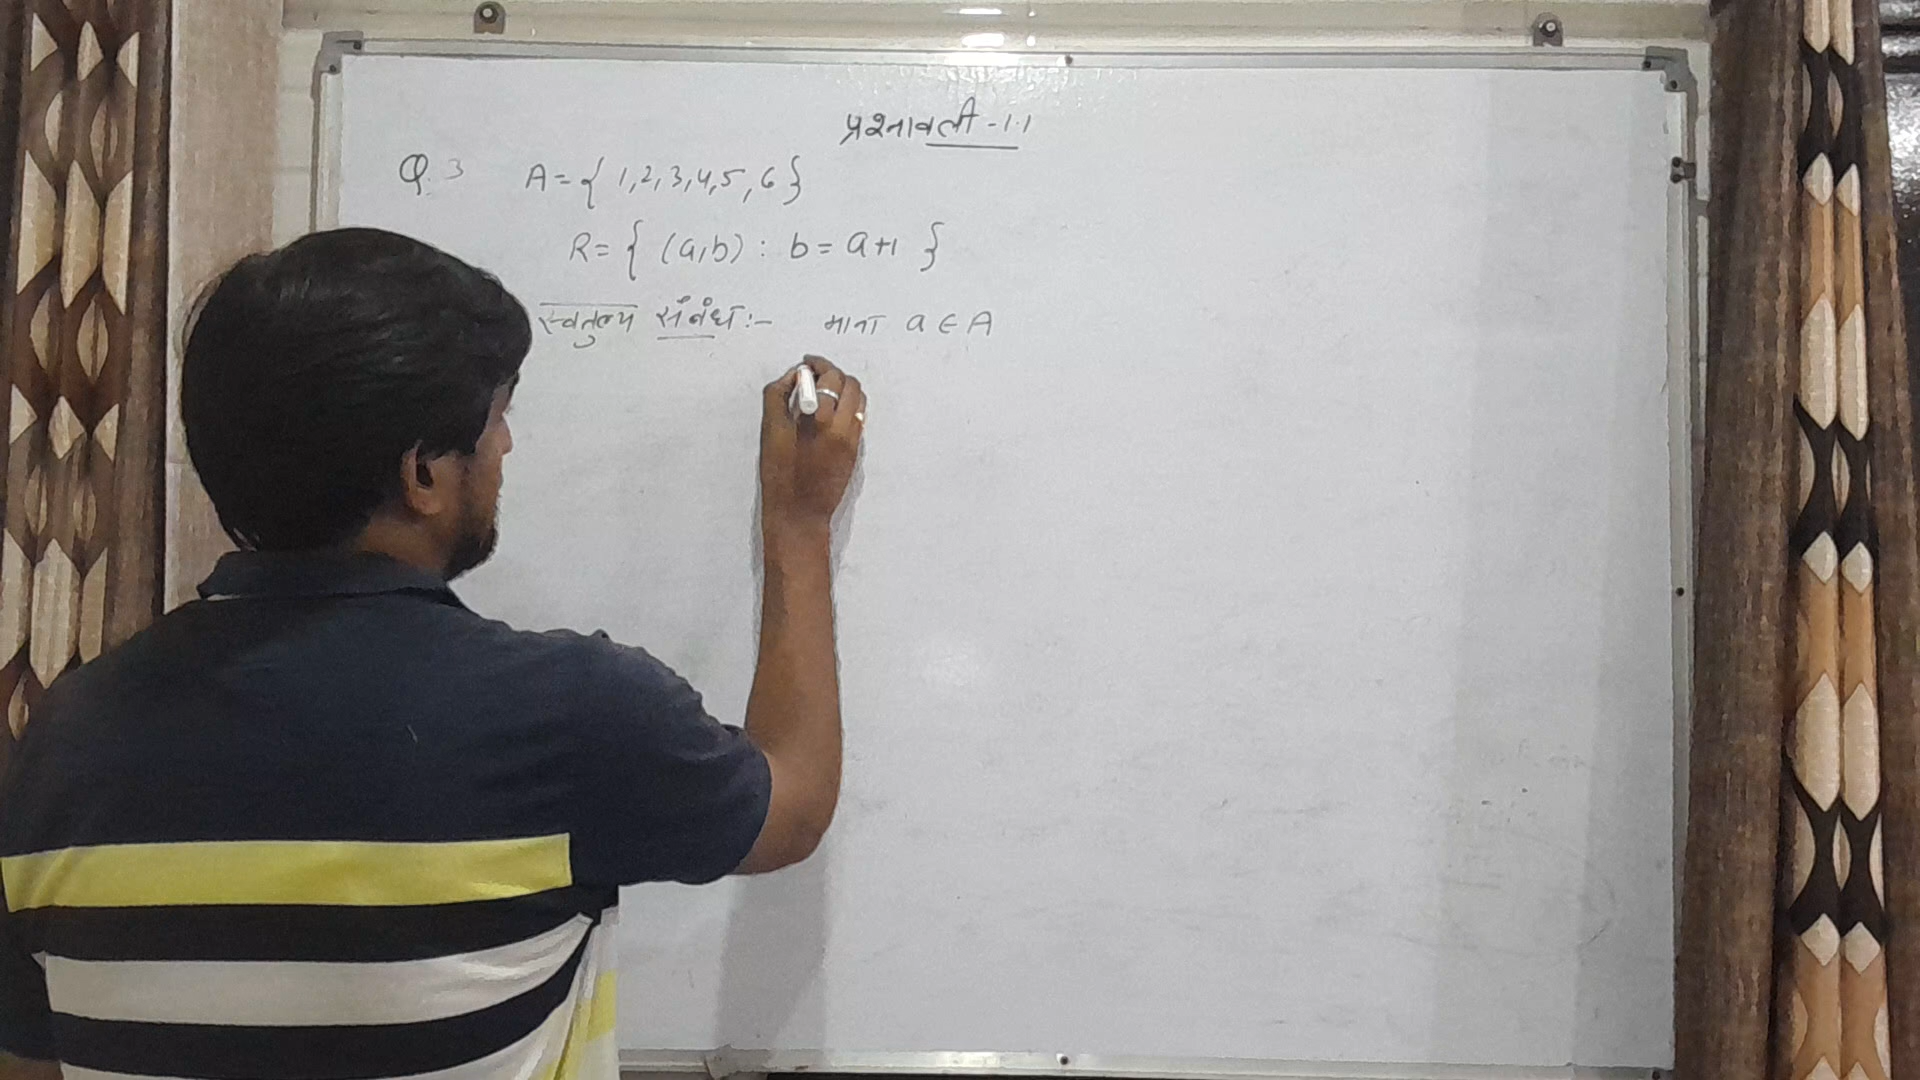 प्रश्नावली - 1.1
Q. 3 A = { 1, 2, 3, 4, 5, 6 }
R = { (a, b) : b = a + 1 }
स्वतुल्य संबंध :- माना a ∈ A